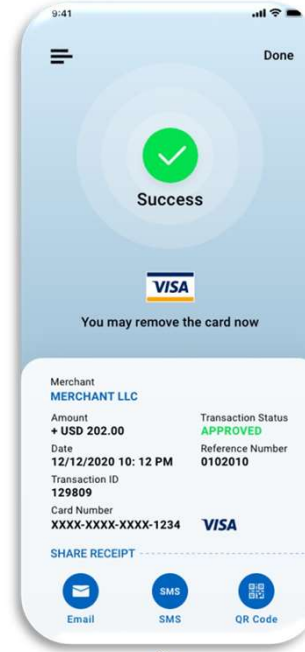 9:41
Done
Success
VISA
You may remove the card now
Merchant
MERCHANT LLC
Amount
+ USD 202.00
Transaction Status
APPROVED
Date
12/12/2020 10: 12 PM
Reference Number
0102010
Transaction ID
129809
Card Number
XXXX-XXXX-XXXX-1234 VISA
SHARE RECEIPT
SMS
Email SMS QR Code